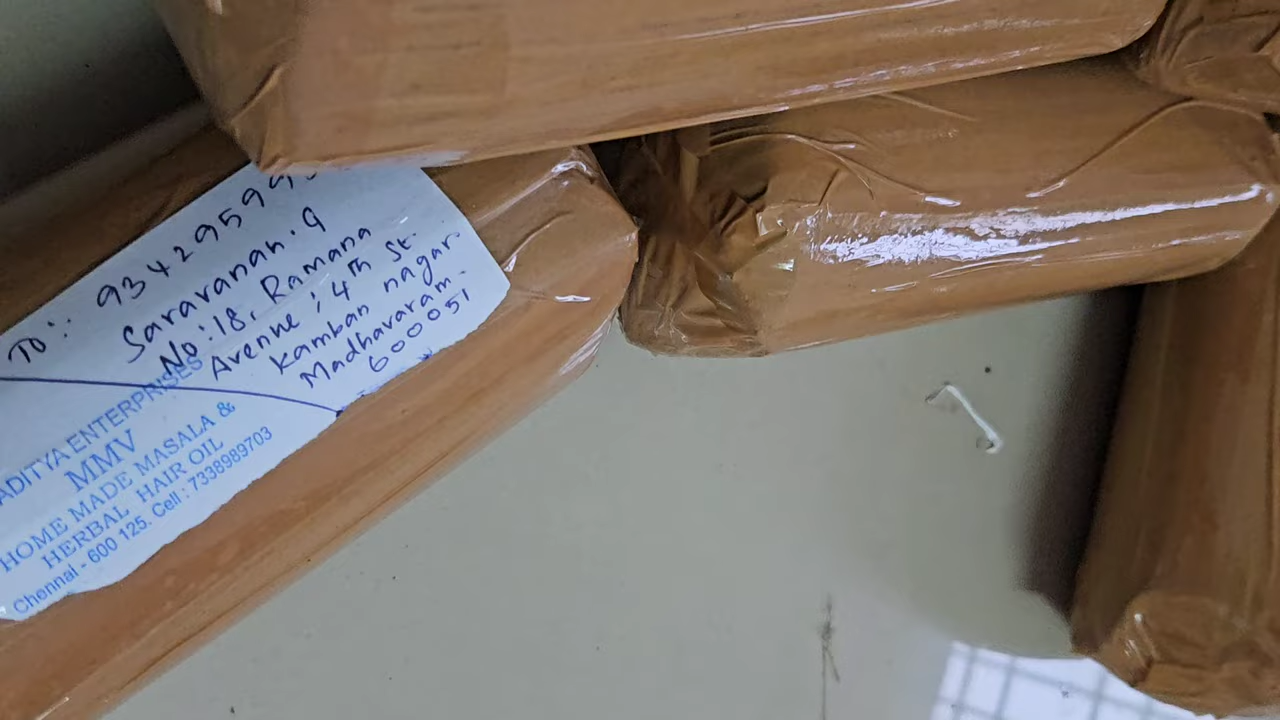 To:- 934295995
Saravanan. G
No:18, Ramana
Avenue, 4th St.
Kamban nagar
Madhavaram.
600051
ADITYA ENTERPRISES
MMV
HOME MADE MASALA &
HERBAL HAIR OIL
Chennai - 600 125. Cell : 7338989703